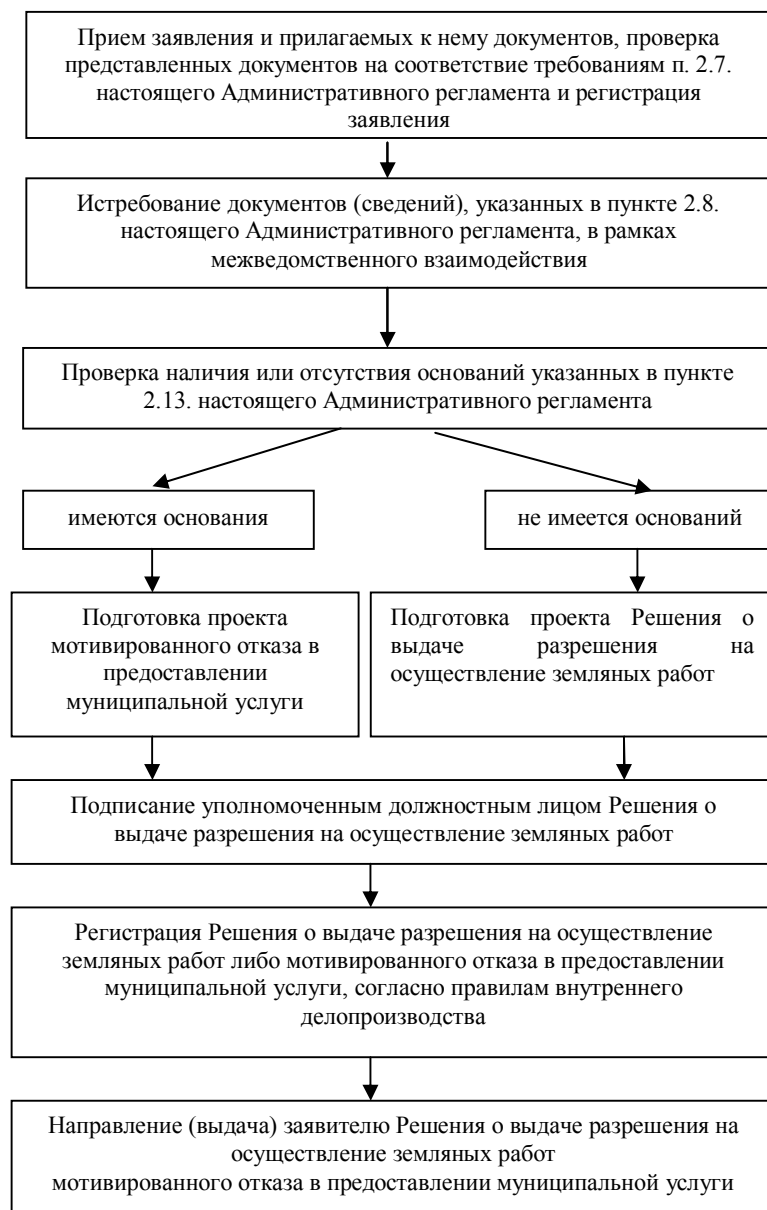 Прием заявления и прилагаемых к нему документов, проверка
представленных документов на соответствие требованиям п. 2.7.
настоящего Административного регламента и регистрация
заявления
Истребование документов (сведений), указанных в пункте 2.8.
настоящего Административного регламента, в рамках
межведомственного взаимодействия
Проверка наличия или отсутствия оснований указанных в пункте
2.13. настоящего Административного регламента
имеются основания
не имеется оснований
Подготовка проекта
мотивированного отказа в
предоставлении
муниципальной услуги
Подготовка проекта Решения о
выдаче разрешения на
осуществление земляных работ
Подписание уполномоченным должностным лицом Решения о
выдаче разрешения на осуществление земляных работ
Регистрация Решения о выдаче разрешения на осуществление
земляных работ либо мотивированного отказа в предоставлении
муниципальной услуги, согласно правилам внутреннего
делопроизводства
Направление (выдача) заявителю Решения о выдаче разрешения на
осуществление земляных работ
мотивированного отказа в предоставлении муниципальной услуги